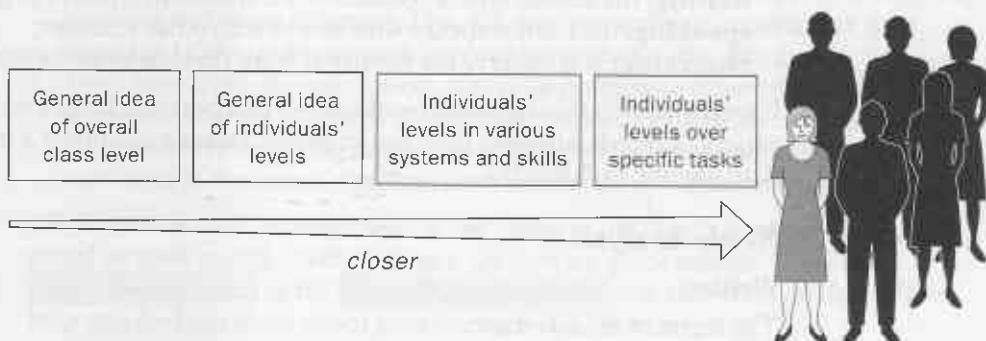 General idea
of overall
class level
General idea
of individuals'
levels
Individuals'
levels in various
systems and skills
Individuals'
levels over
specific tasks
closer